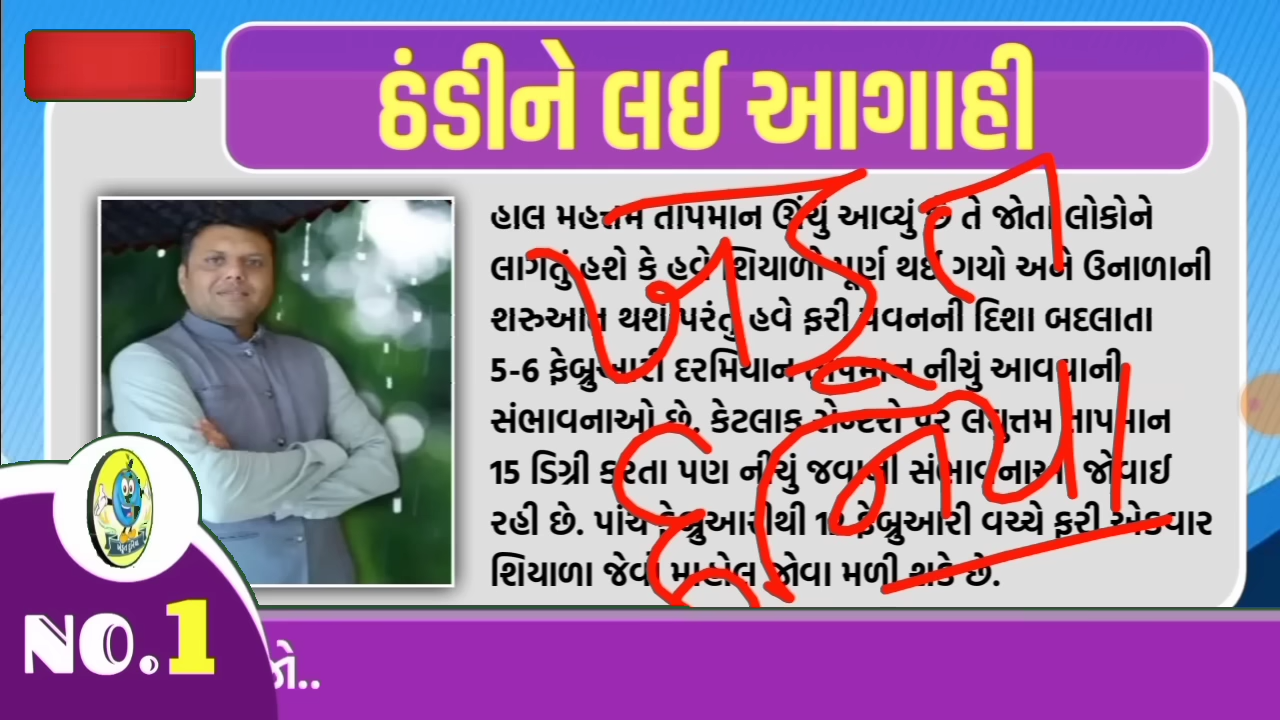 ઠંડીને લઈ આગાહી
હાલ મહત્તમ તાપમાન ઊંચું આવ્યું છે તે જોતા લોકોને
લાગતું હશે કે હવે શિયાળો પૂર્ણ થઈ ગયો અને ઉનાળાની
શરુઆત થશે પરંતુ હવે ફરી પવનની દિશા બદલાતા
5-6 ફેબ્રુઆરી દરમિયાન તાપમાન નીચું આવવાની
સંભાવનાઓ છે. કેટલાક સેન્ટરો પર લઘુત્તમ તાપમાન
15 ડિગ્રી કરતા પણ નીચું જવાની સંભાવનાઓ જોવાઈ
રહી છે. પાંચ ફેબ્રુઆરીથી 12 ફેબ્રુઆરી વચ્ચે ફરી એકવાર
શિયાળા જેવો માહોલ જોવા મળી શકે છે.
ખેડૂત
દુનિયા
NO.1